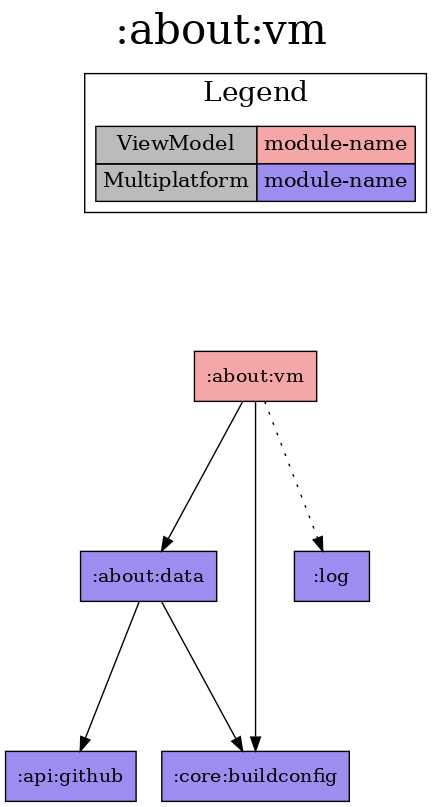 :about:vm
Legend
ViewModel module-name
Multiplatform module-name
:about:vm
:about:data :log
:api:github :core:buildconfig